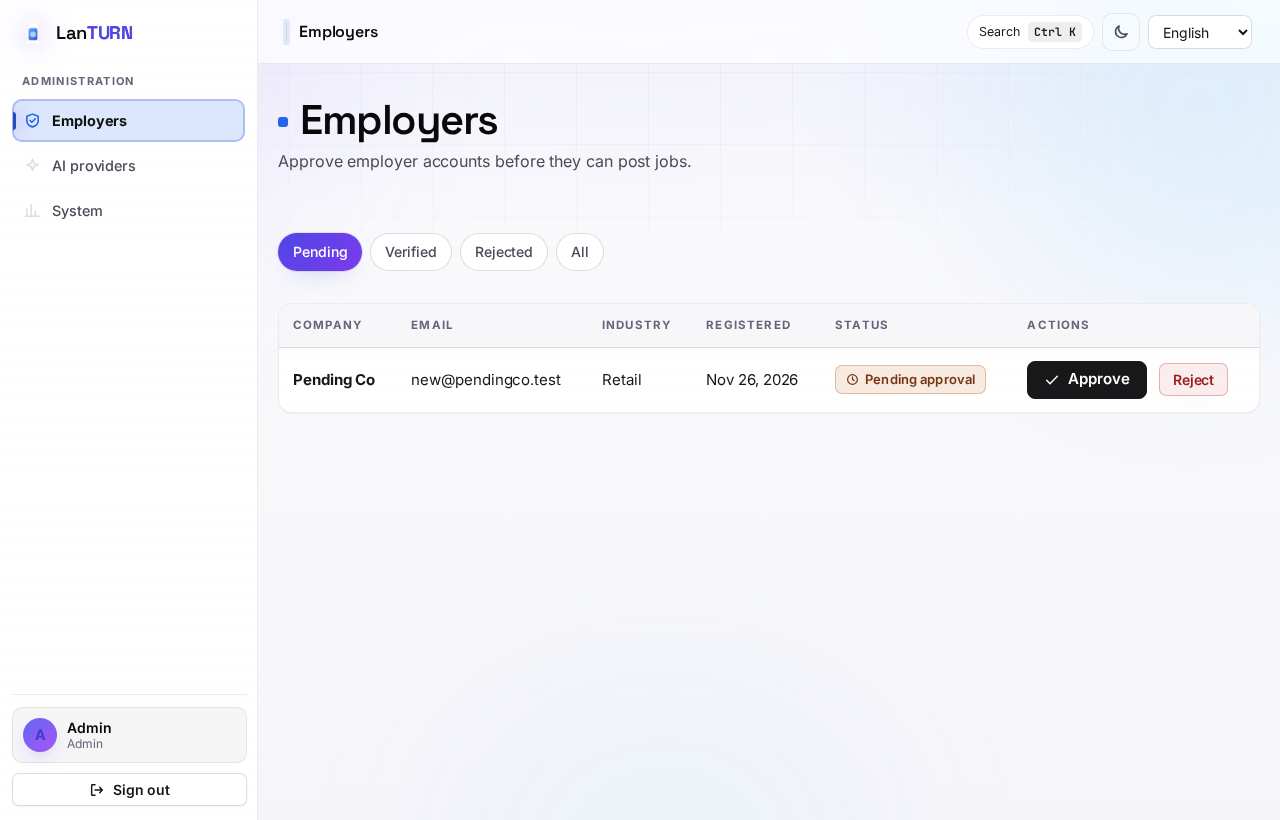 LanTURN
ADMINISTRATION
Employers
AI providers
System
A
Admin
Admin
Sign out
Employers
Search Ctrl K
English
Employers
Approve employer accounts before they can post jobs.
Pending Verified Rejected All
COMPANY EMAIL INDUSTRY REGISTERED STATUS ACTIONS
Pending Co new@pendingco.test Retail Nov 26, 2026 Pending approval Approve Reject